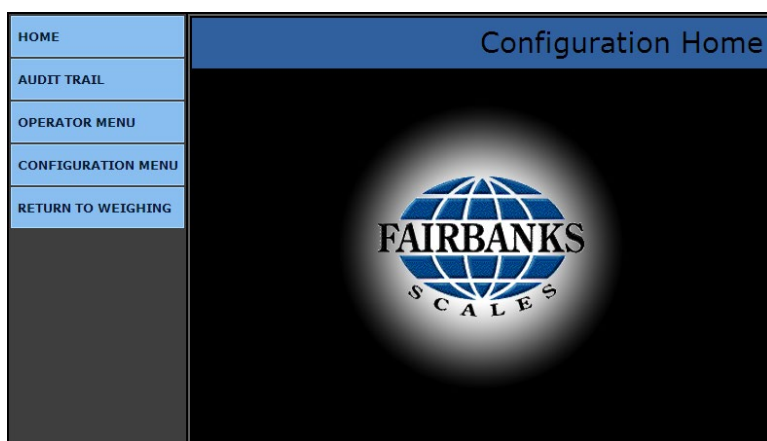 HOME
AUDIT TRAIL
OPERATOR MENU
CONFIGURATION MENU
RETURN TO WEIGHING
Configuration Home
FAIRBANKS
SCALES